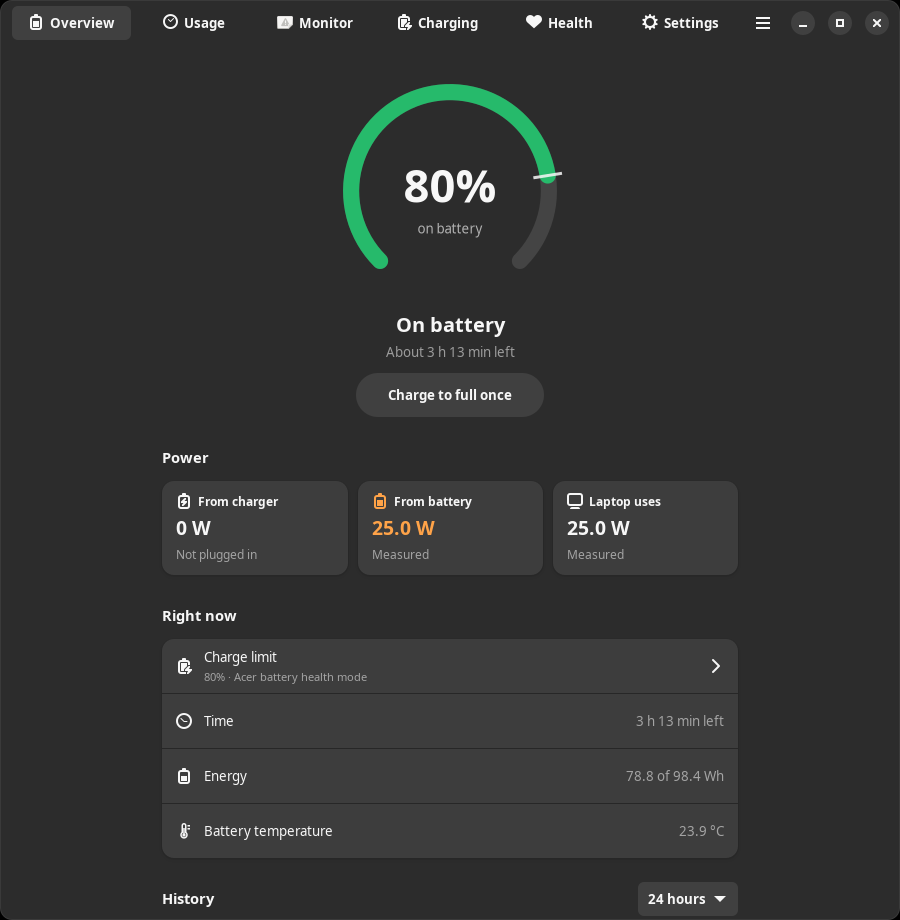 Overview Usage Monitor Charging Health Settings
80%
on battery
On battery
About 3 h 13 min left
Charge to full once
Power
From charger
0 W
Not plugged in
From battery
25.0 W
Measured
Laptop uses
25.0 W
Measured
Right now
Charge limit
80% · Acer battery health mode
Time 3 h 13 min left
Energy 78.8 of 98.4 Wh
Battery temperature 23.9 °C
History 24 hours